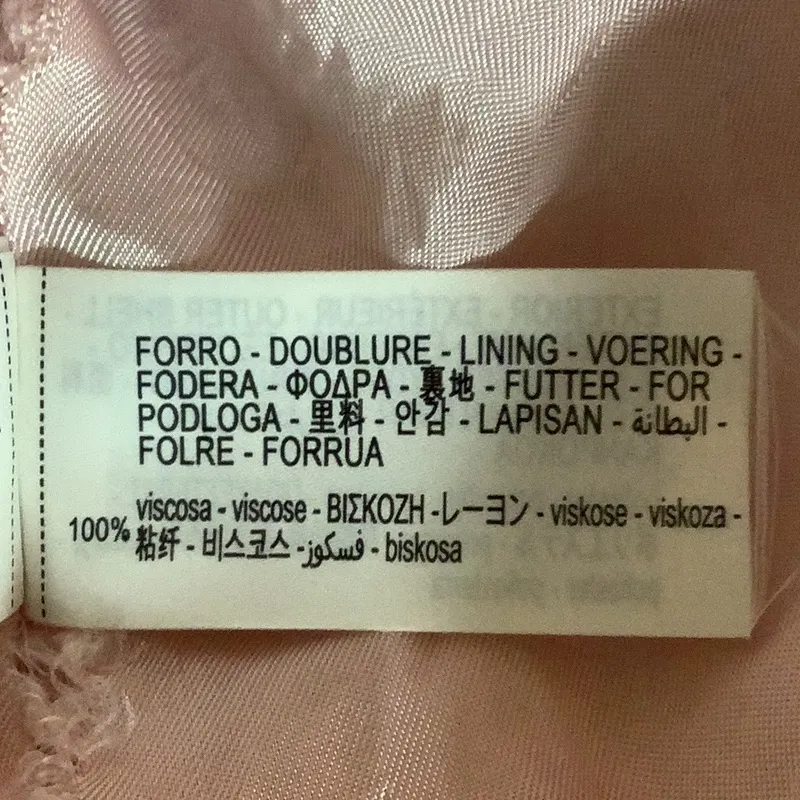 FORRO - DOUBLURE - LINING - VOERING -
FODERA - ΦΟΔΡΑ - 裏地 - FUTTER - FOR
PODLOGA - 里料 - 안감 - LAPISAN - البطانة -
FOLRE - FORRUA
viscosa - viscose - ΒΙΣΚΟΖΗ -レーヨン - viskose - viskoza -
100% 粘纤 - 비스코스 -فسكوز - biskosa